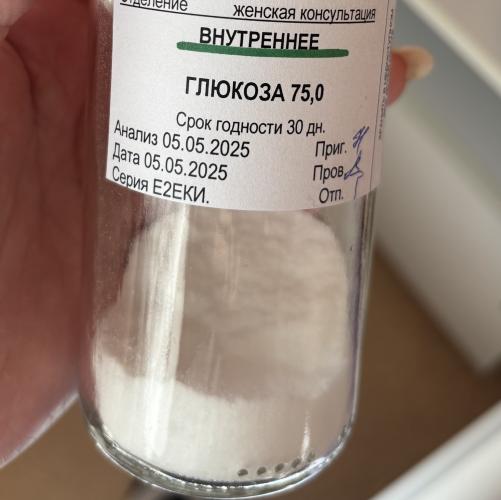 Отделение женская консультация
ВНУТРЕННЕЕ
ГЛЮКОЗА 75,0
Срок годности 30 дн.
Анализ 05.05.2025 Приг.
Дата 05.05.2025 Пров.
Серия Е2ЕКИ. Отп.